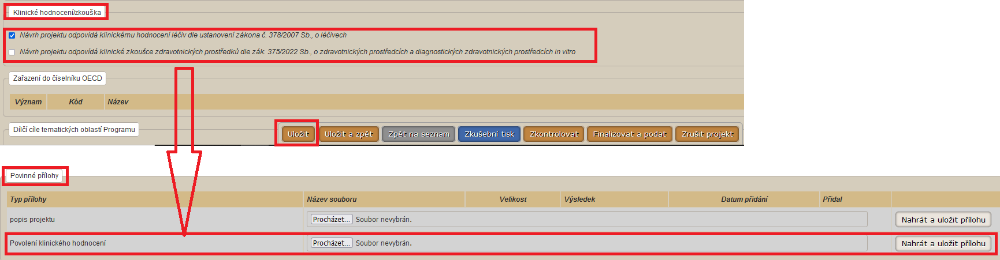 Klinické hodnocení/zkouška
Návrh projektu odpovídá klinickému hodnocení léčiv dle ustanovení zákona č. 378/2007 Sb., o léčivech
Návrh projektu odpovídá klinické zkoušce zdravotnických prostředků dle zák. 375/2022 Sb., o zdravotnických prostředcích a diagnostických zdravotnických prostředcích in vitro
Zařazení do číselníku OECD
Význam Kód Název
Dílčí cíle tematických oblastí Programu
Uložit Uložit a zpět Zpět na seznam Zkušební tisk Zkontrolovat Finalizovat a podat Zrušit projekt
Povinné přílohy
Typ přílohy Název souboru Velikost Výsledek Datum přidání Přidal
popis projektu Procházet... Soubor nevybrán. Nahrát a uložit přílohu
Povolení klinického hodnocení Procházet... Soubor nevybrán. Nahrát a uložit přílohu